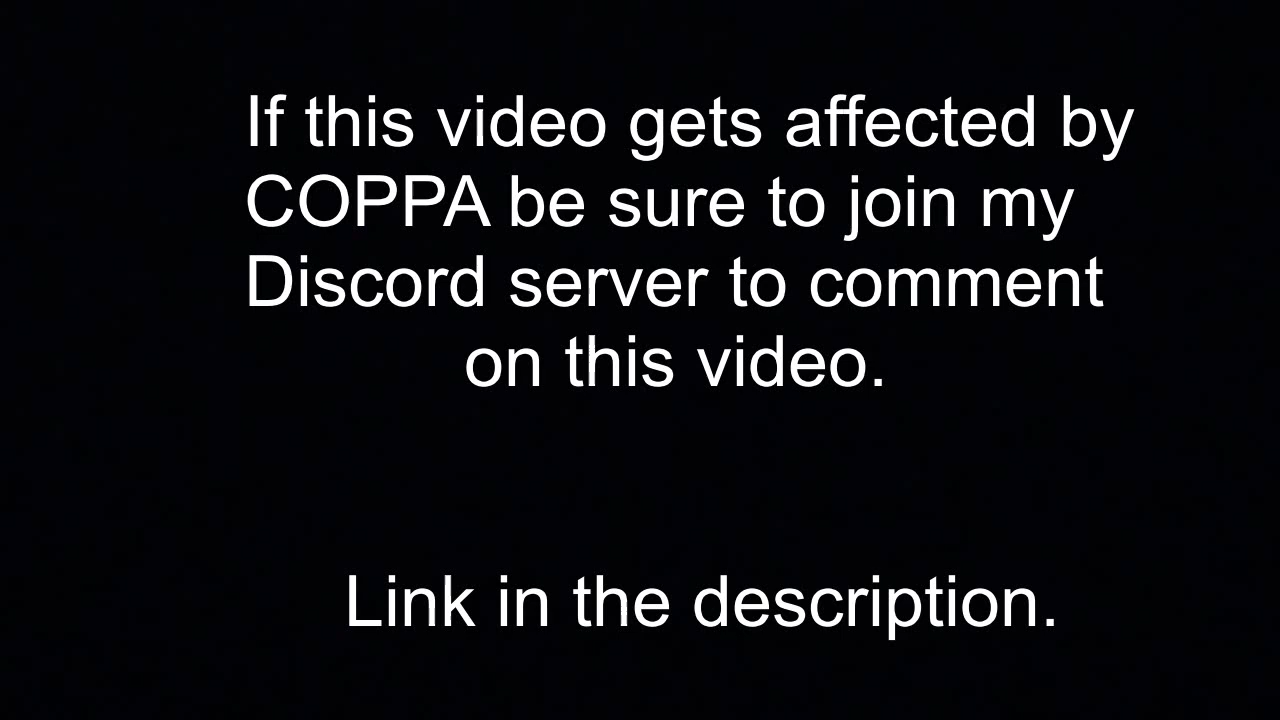 If this video gets affected by
COPPA be sure to join my
Discord server to comment
on this video.
Link in the description.